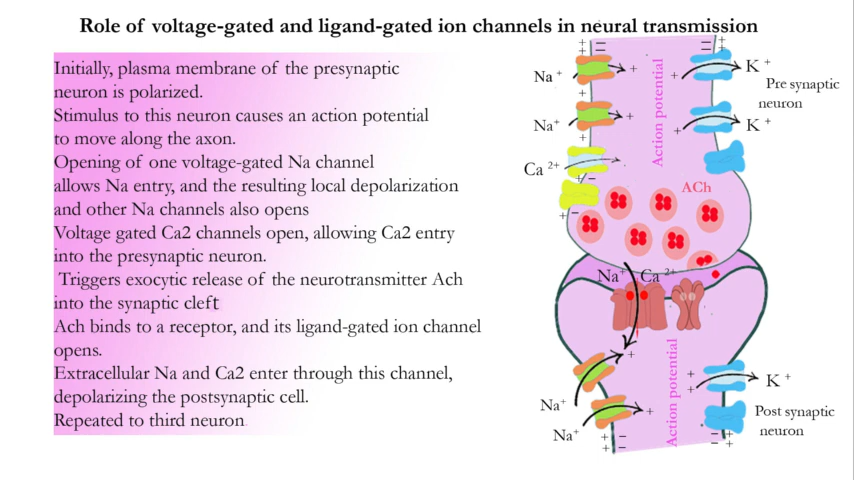 Role of voltage-gated and ligand-gated ion channels in neural transmission
Initially, plasma membrane of the presynaptic
neuron is polarized.
Stimulus to this neuron causes an action potential
to move along the axon.
Opening of one voltage-gated Na channel
allows Na entry, and the resulting local depolarization
and other Na channels also opens
Voltage gated Ca2 channels open, allowing Ca2 entry
into the presynaptic neuron.
Triggers exocytic release of the neurotransmitter Ach
into the synaptic cleft
Ach binds to a receptor, and its ligand-gated ion channel
opens.
Extracellular Na and Ca2 enter through this channel,
depolarizing the postsynaptic cell.
Repeated to third neuron
Na⁺
K⁺
Pre synaptic
neuron
Na⁺
K⁺
Action potential
Ca²⁺
ACh
Na⁺ Ca²⁺
Action potential
K⁺
Na⁺
Na⁺
Post synaptic
neuron